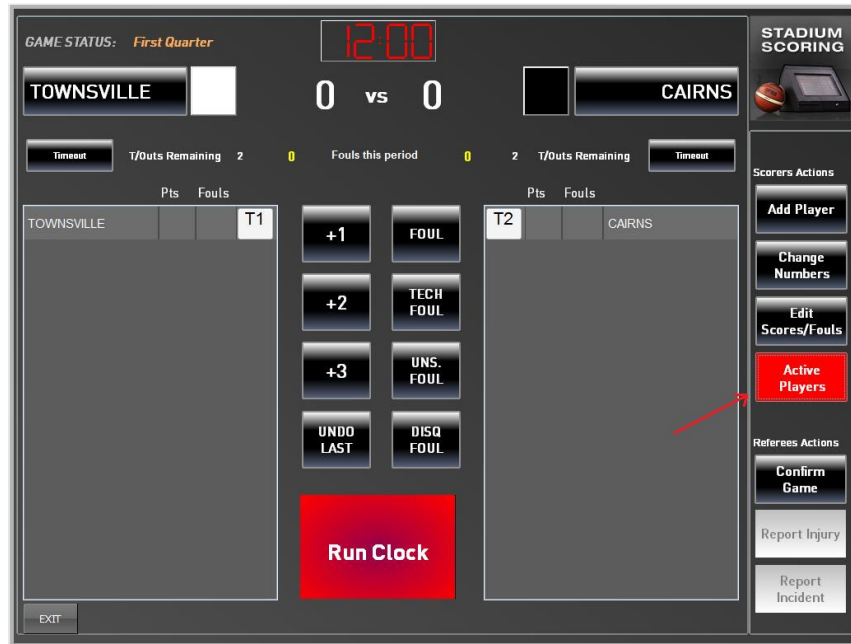 GAME STATUS: First Quarter
12:00
STADIUM
SCORING
TOWNSVILLE
0 vs 0
CAIRNS
Timeout T/Outs Remaining 2 0 Fouls this period 0 2 T/Outs Remaining Timeout
Pts Fouls
Pts Fouls
TOWNSVILLE T1
T2 CAIRNS
+1
FOUL
+2
TECH
FOUL
+3
UNS.
FOUL
UNDO
LAST
DISQ
FOUL
Run Clock
EXIT
Scorers Actions
Add Player
Change
Numbers
Edit
Scores/Fouls
Active
Players
Referees Actions
Confirm
Game
Report Injury
Report
Incident